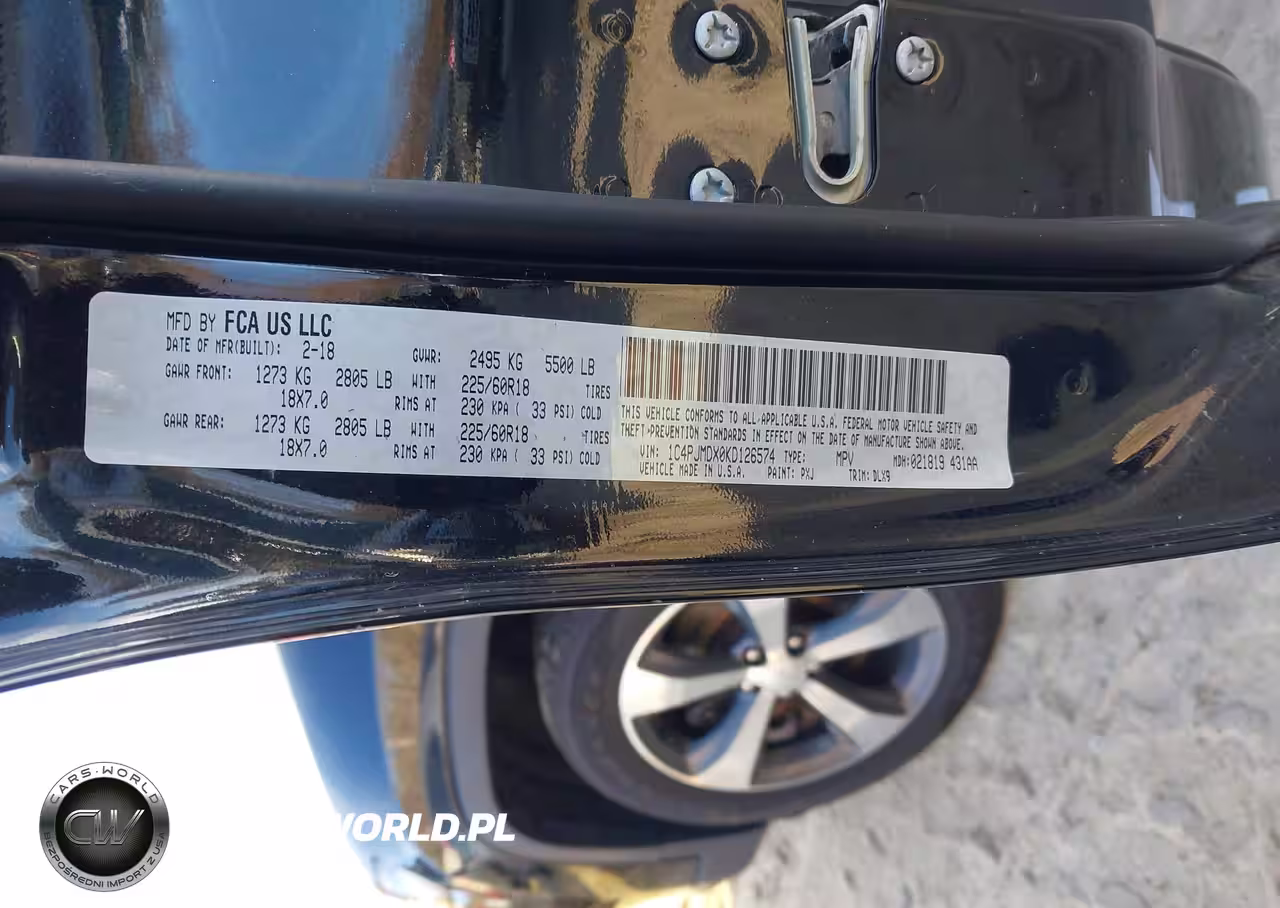 MFD BY FCA US LLC
DATE OF MFR(BUILT): 2-18 GVWR: 2495 KG 5500 LB
GAWR FRONT: 1273 KG 2805 LB WITH 225/60R18 TIRES
18X7.0 RIMS AT 230 KPA ( 33 PSI) COLD
GAWR REAR: 1273 KG 2805 LB WITH 225/60R18 TIRES
18X7.0 RIMS AT 230 KPA ( 33 PSI) COLD
THIS VEHICLE CONFORMS TO ALL APPLICABLE U.S.A. FEDERAL MOTOR VEHICLE SAFETY AND
THEFT PREVENTION STANDARDS IN EFFECT ON THE DATE OF MANUFACTURE SHOWN ABOVE.
VIN: 1C4PJMDX0KD126574 TYPE: MPV MDH:021819 431AA
VEHICLE MADE IN U.S.A. PAINT: PXJ TRIM: DLX9
CARS-WORLD
CW
BEZPOŚREDNI IMPORT Z USA
WORLD.PL